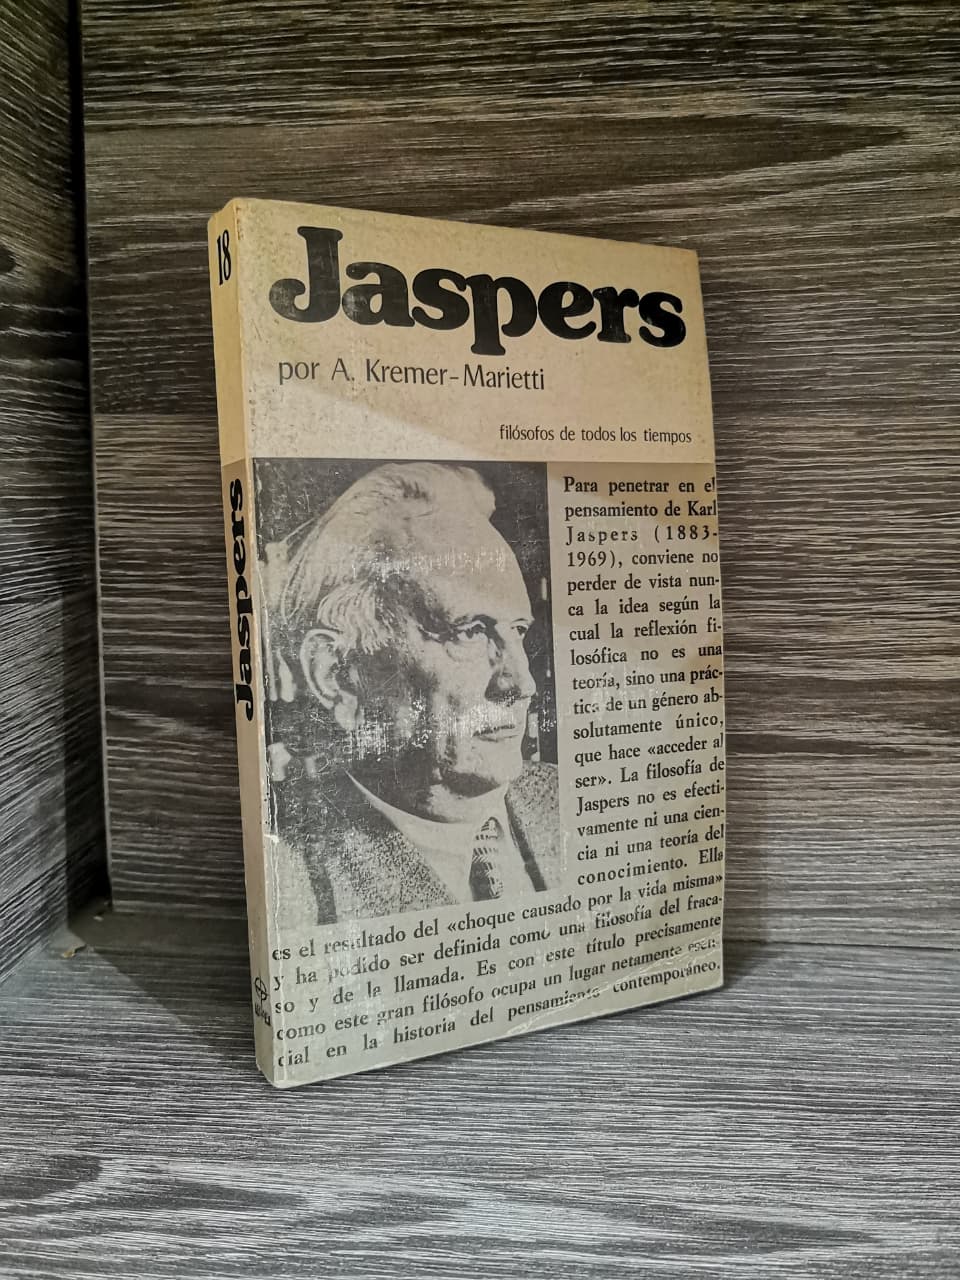 18
Jaspers
por A. Kremer-Marietti
filósofos de todos los tiempos
Jaspers
Para penetrar en el
pensamiento de Karl
Jaspers (1883-
1969), conviene no
perder de vista nun-
ca la idea según la
cual la reflexión fi-
losófica no es una
teoría, sino una prác-
tica de un género ab-
solutamente único,
que hace «acceder al
ser». La filosofía de
Jaspers no es efecti-
vamente ni una cien-
cia ni una teoría del
conocimiento. Ella
es el resultado del «choque causado por la vida misma»
y ha podido ser definida como una filosofía del fraca-
so y de la llamada. Es con este título precisamente
como este gran filósofo ocupa un lugar netamente esen-
cial en la historia del pensamiento contemporáneo.